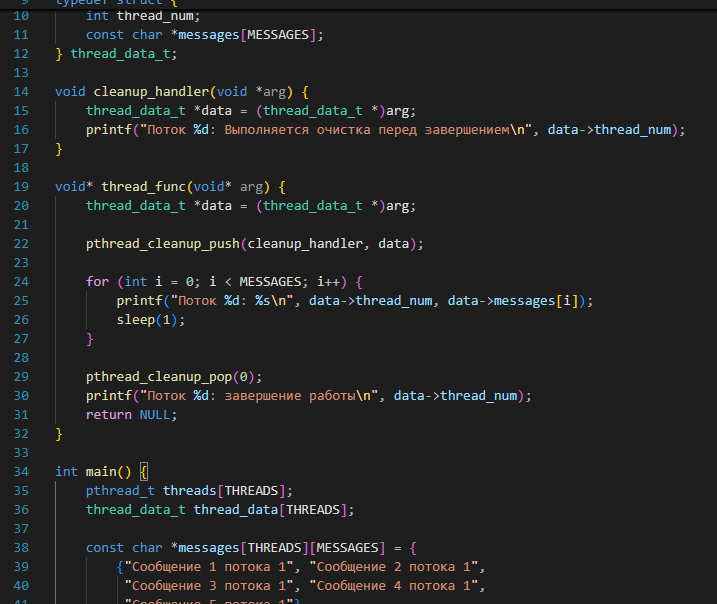 9 typedef struct {
10 int thread_num;
11 const char *messages[MESSAGES];
12 } thread_data_t;
13
14 void cleanup_handler(void *arg) {
15 thread_data_t *data = (thread_data_t *)arg;
16 printf("Поток %d: Выполняется очистка перед завершением\n", data->thread_num);
17 }
18
19 void* thread_func(void* arg) {
20 thread_data_t *data = (thread_data_t *)arg;
21
22 pthread_cleanup_push(cleanup_handler, data);
23
24 for (int i = 0; i < MESSAGES; i++) {
25 printf("Поток %d: %s\n", data->thread_num, data->messages[i]);
26 sleep(1);
27 }
28
29 pthread_cleanup_pop(0);
30 printf("Поток %d: завершение работы\n", data->thread_num);
31 return NULL;
32 }
33
34 int main() {
35 pthread_t threads[THREADS];
36 thread_data_t thread_data[THREADS];
37
38 const char *messages[THREADS][MESSAGES] = {
39 {"Сообщение 1 потока 1", "Сообщение 2 потока 1",
40 "Сообщение 3 потока 1", "Сообщение 4 потока 1",
41 "Сообщение 5 потока 1"}